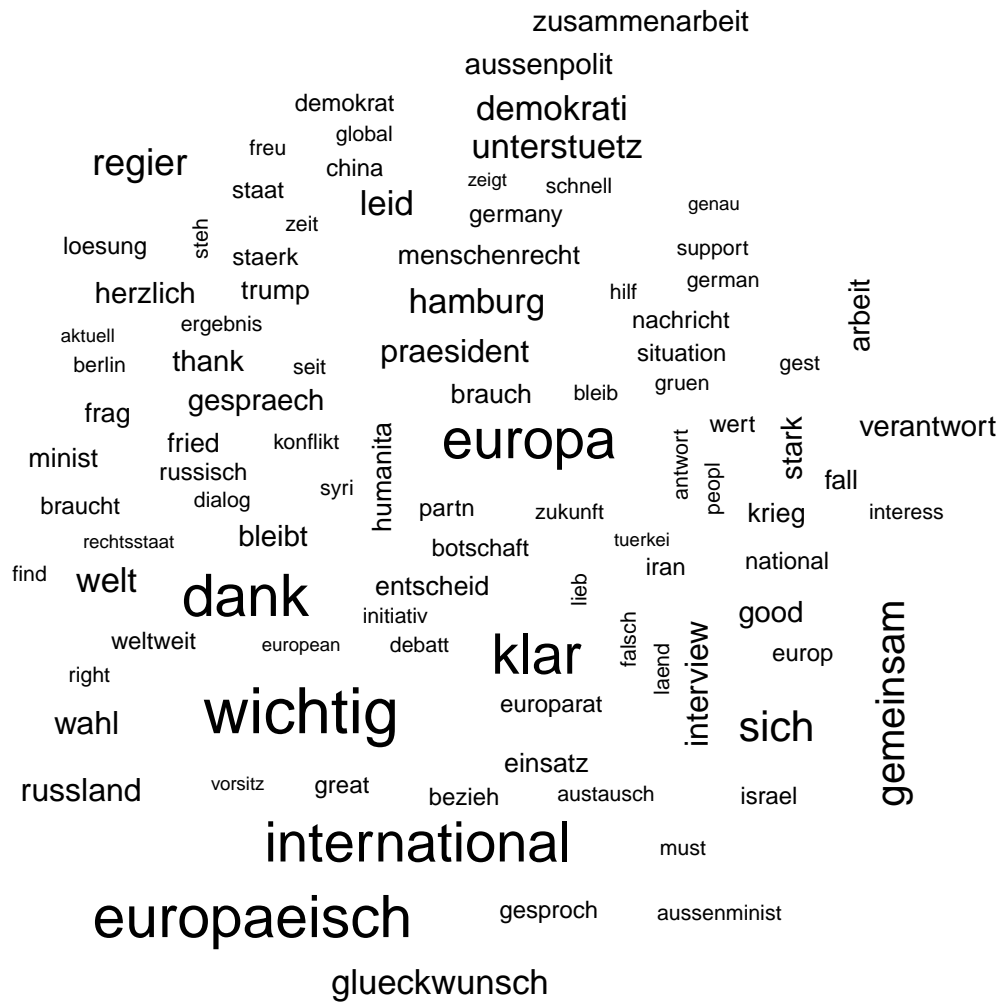 zusammenarbeit
aussenpolit
demokrat
demokrati
global
freu
unterstuetz
regier
china
zeigt
schnell
staat
leid
genau
germany
zeit
steh
loesung
staerk
menschenrecht
support
herzlich
trump
hamburg
hilf
german
arbeit
ergebnis
nachricht
aktuell
berlin
thank
seit
praesident
situation
gest
gruen
brauch
bleib
gespraech
frag
fried
konflikt
europa
wert
stark
verantwort
minist
russisch
humanita
antwort
peopl
fall
dialog
syri
braucht
partn
zukunft
krieg
interess
rechtsstaat
bleibt
botschaft
tuerkei
iran
national
find
welt
dank
entscheid
lieb
initiativ
good
weltweit
european
debatt
klar
falsch
laend
interview
europ
gemeinsam
right
wahl
wichtig
europarat
sich
einsatz
russland
vorsitz
great
bezieh
austausch
israel
international
must
europaeisch
gesproch
aussenminist
glueckwunsch